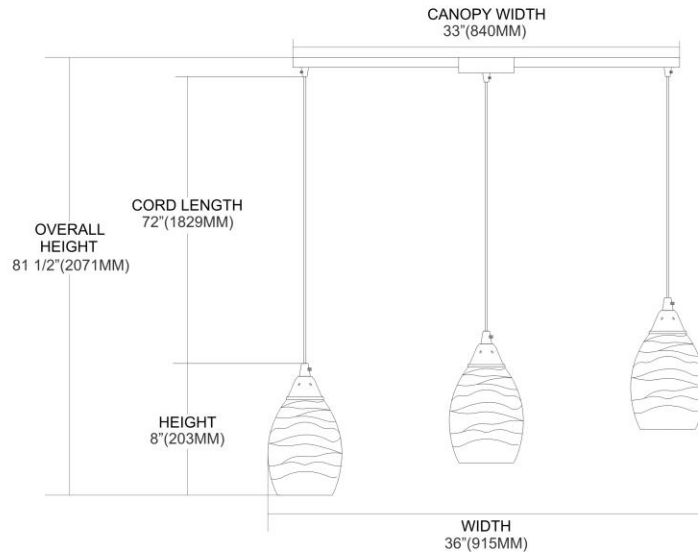 CANOPY WIDTH
33"(840MM)
CORD LENGTH
72"(1829MM)
OVERALL
HEIGHT
81 1/2"(2071MM)
HEIGHT
8"(203MM)
WIDTH
36"(915MM)